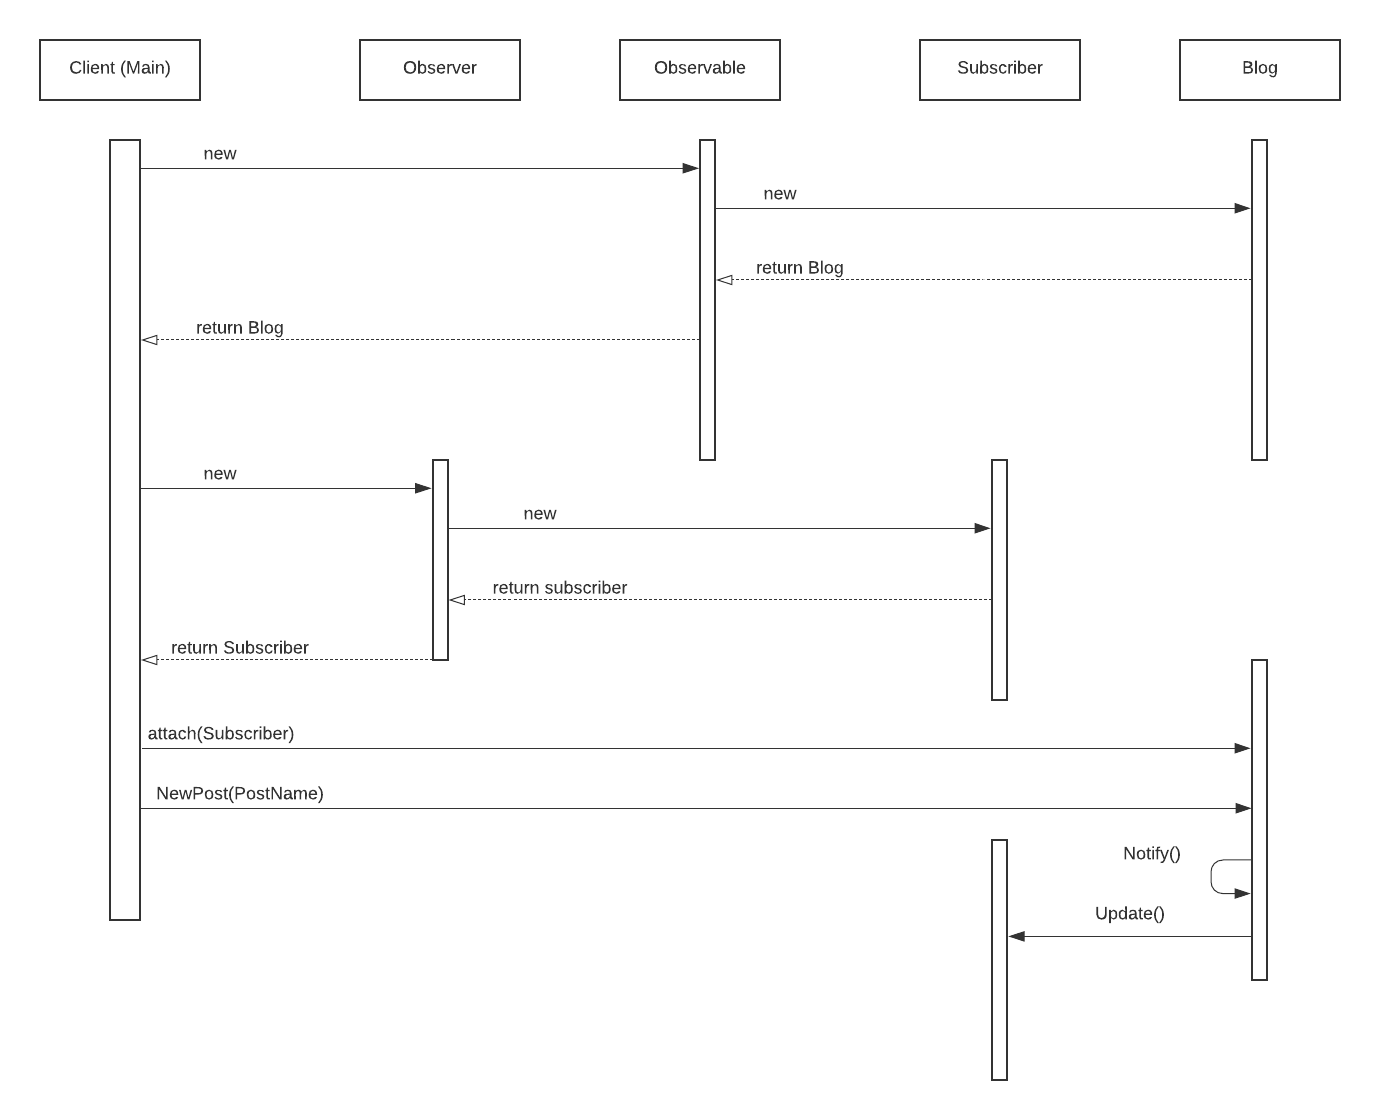 Client (Main)
Observer
Observable
Subscriber
Blog
new
new
return Blog
return Blog
new
new
return subscriber
return Subscriber
attach(Subscriber)
NewPost(PostName)
Notify()
Update()